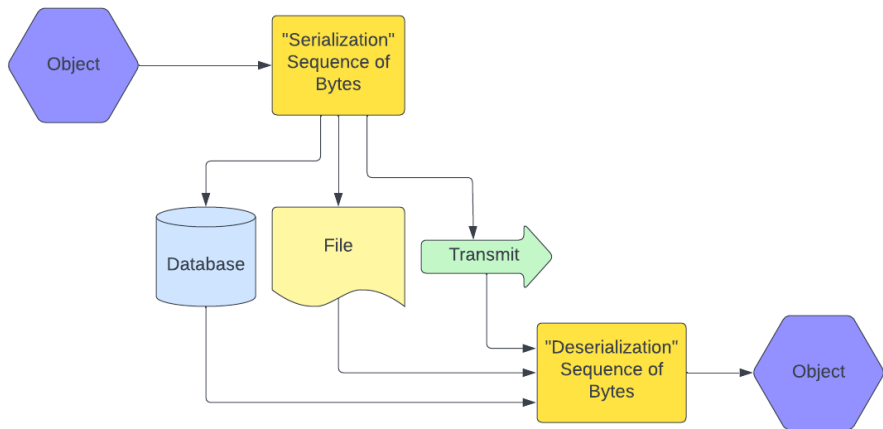 Object
"Serialization"
Sequence of
Bytes
Database
File
Transmit
"Deserialization"
Sequence of
Bytes
Object